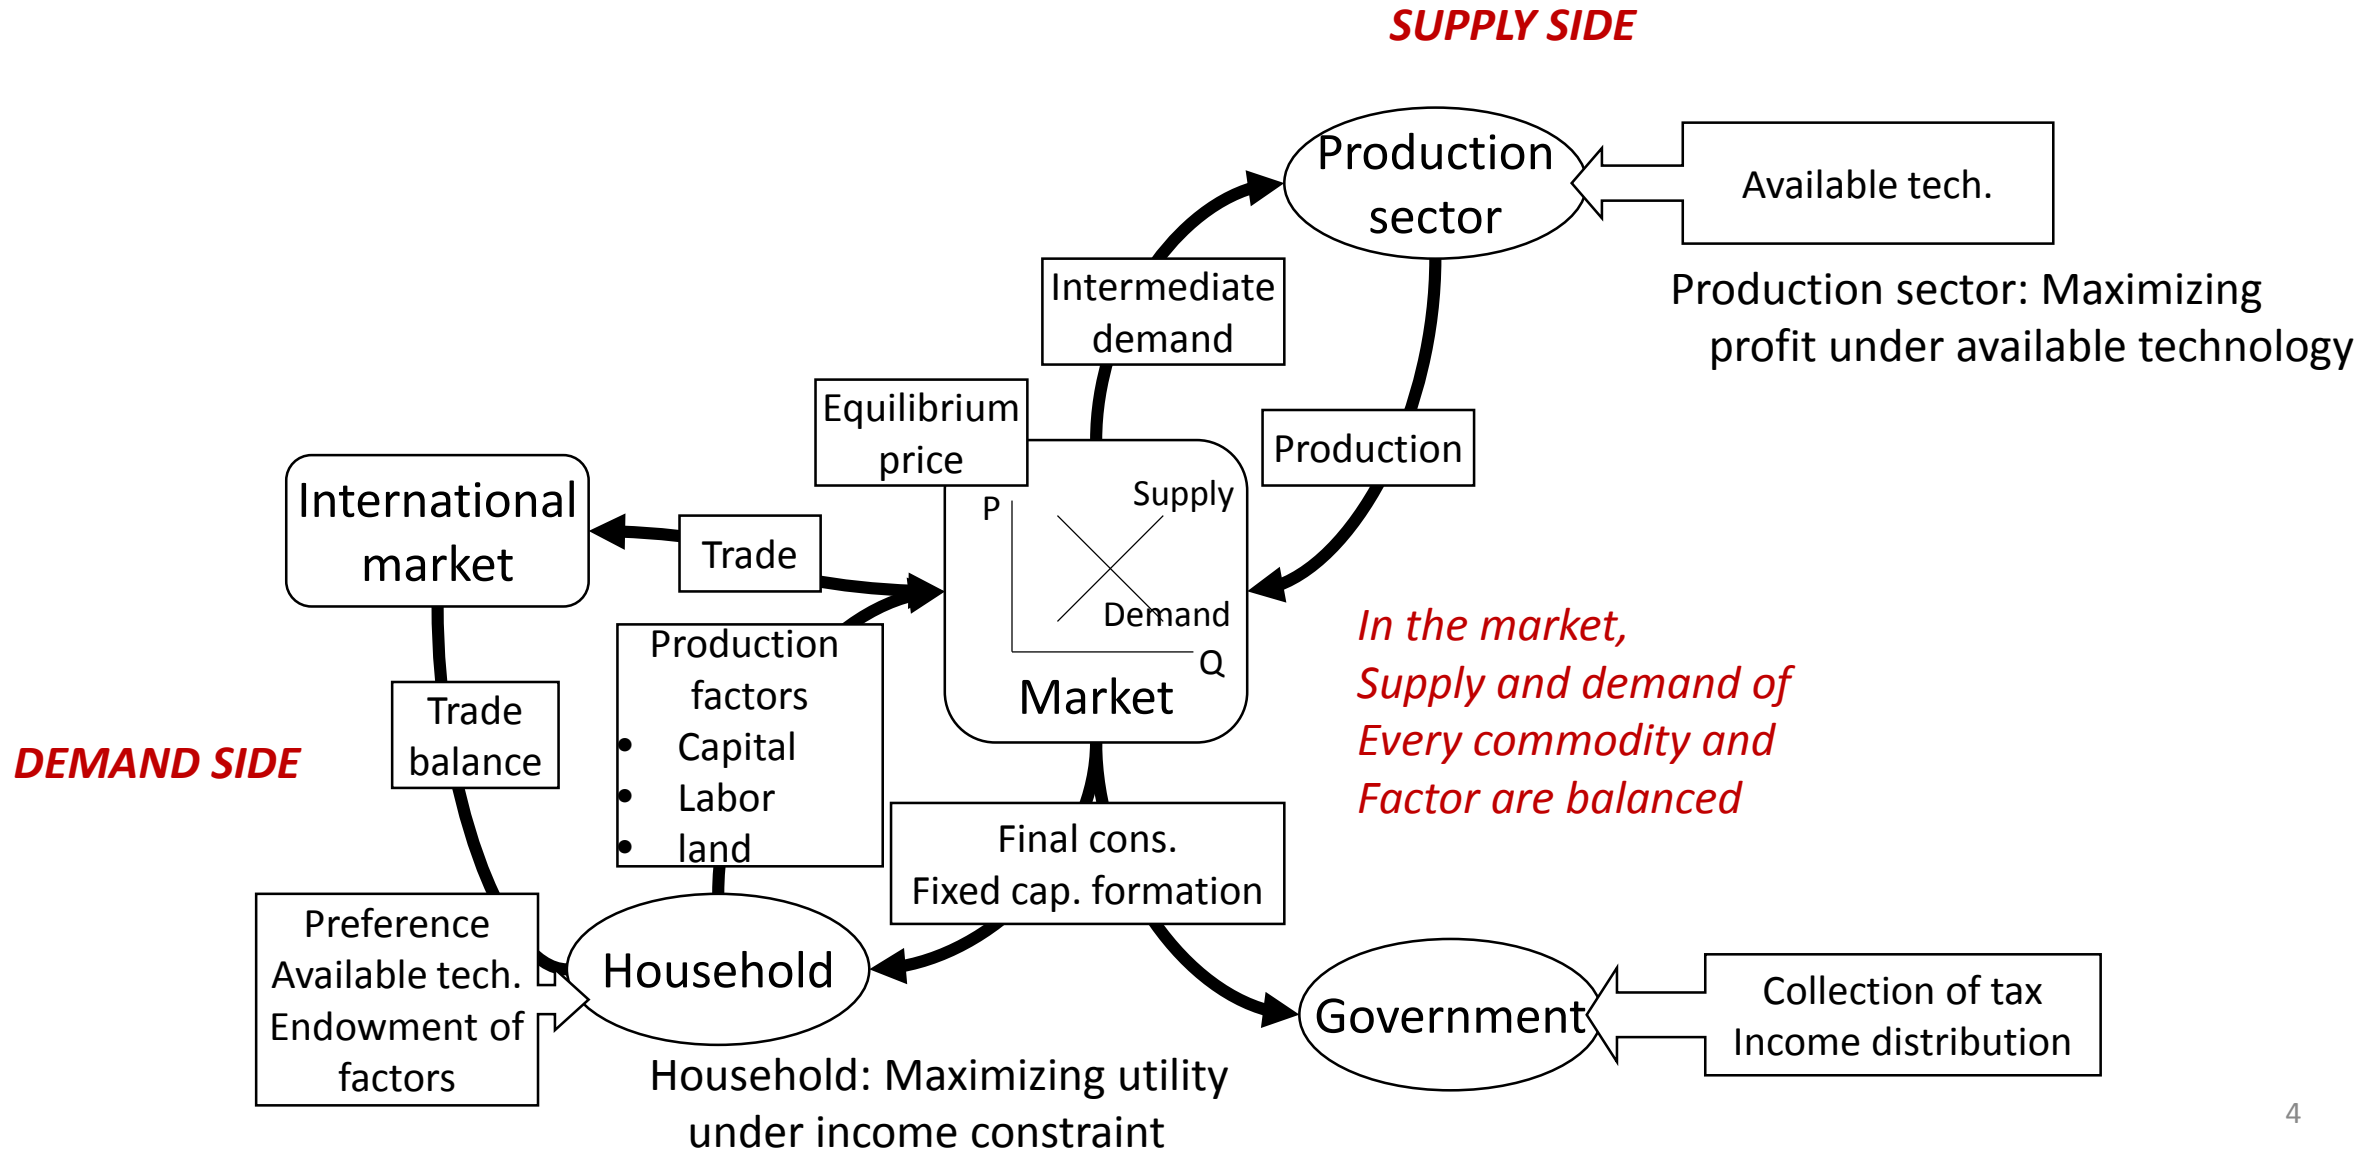 SUPPLY SIDE
Production
sector
Available tech.
Production sector: Maximizing
profit under available technology
Intermediate
demand
Equilibrium
price
Production
International
market
Trade
P
Supply
Demand
Q
Market
In the market,
Supply and demand of
Every commodity and
Factor are balanced
Production
factors
• Capital
• Labor
• land
Trade
balance
DEMAND SIDE
Final cons.
Fixed cap. formation
Preference
Available tech.
Endowment of
factors
Household
Government
Collection of tax
Income distribution
Household: Maximizing utility
under income constraint
4